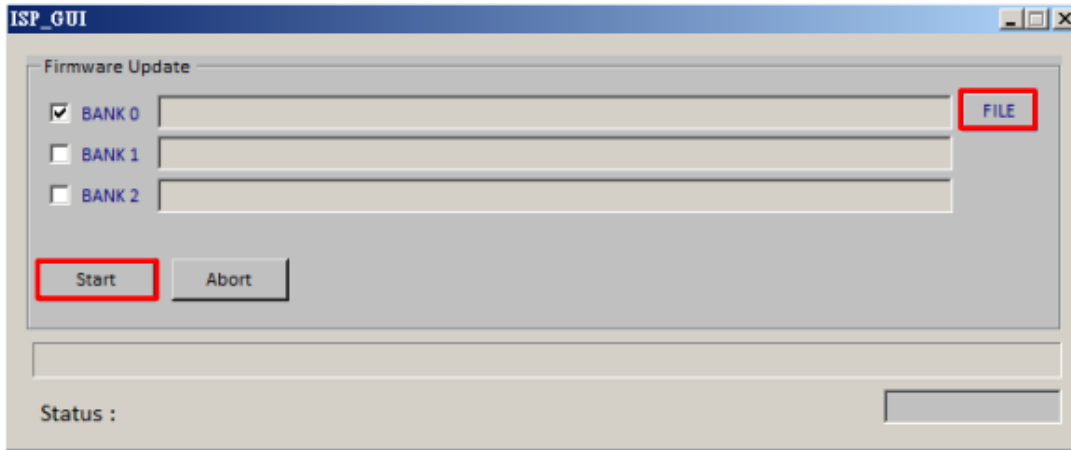 ISP_GUI
Firmware Update
BANK 0 FILE
BANK 1
BANK 2
Start Abort
Status :